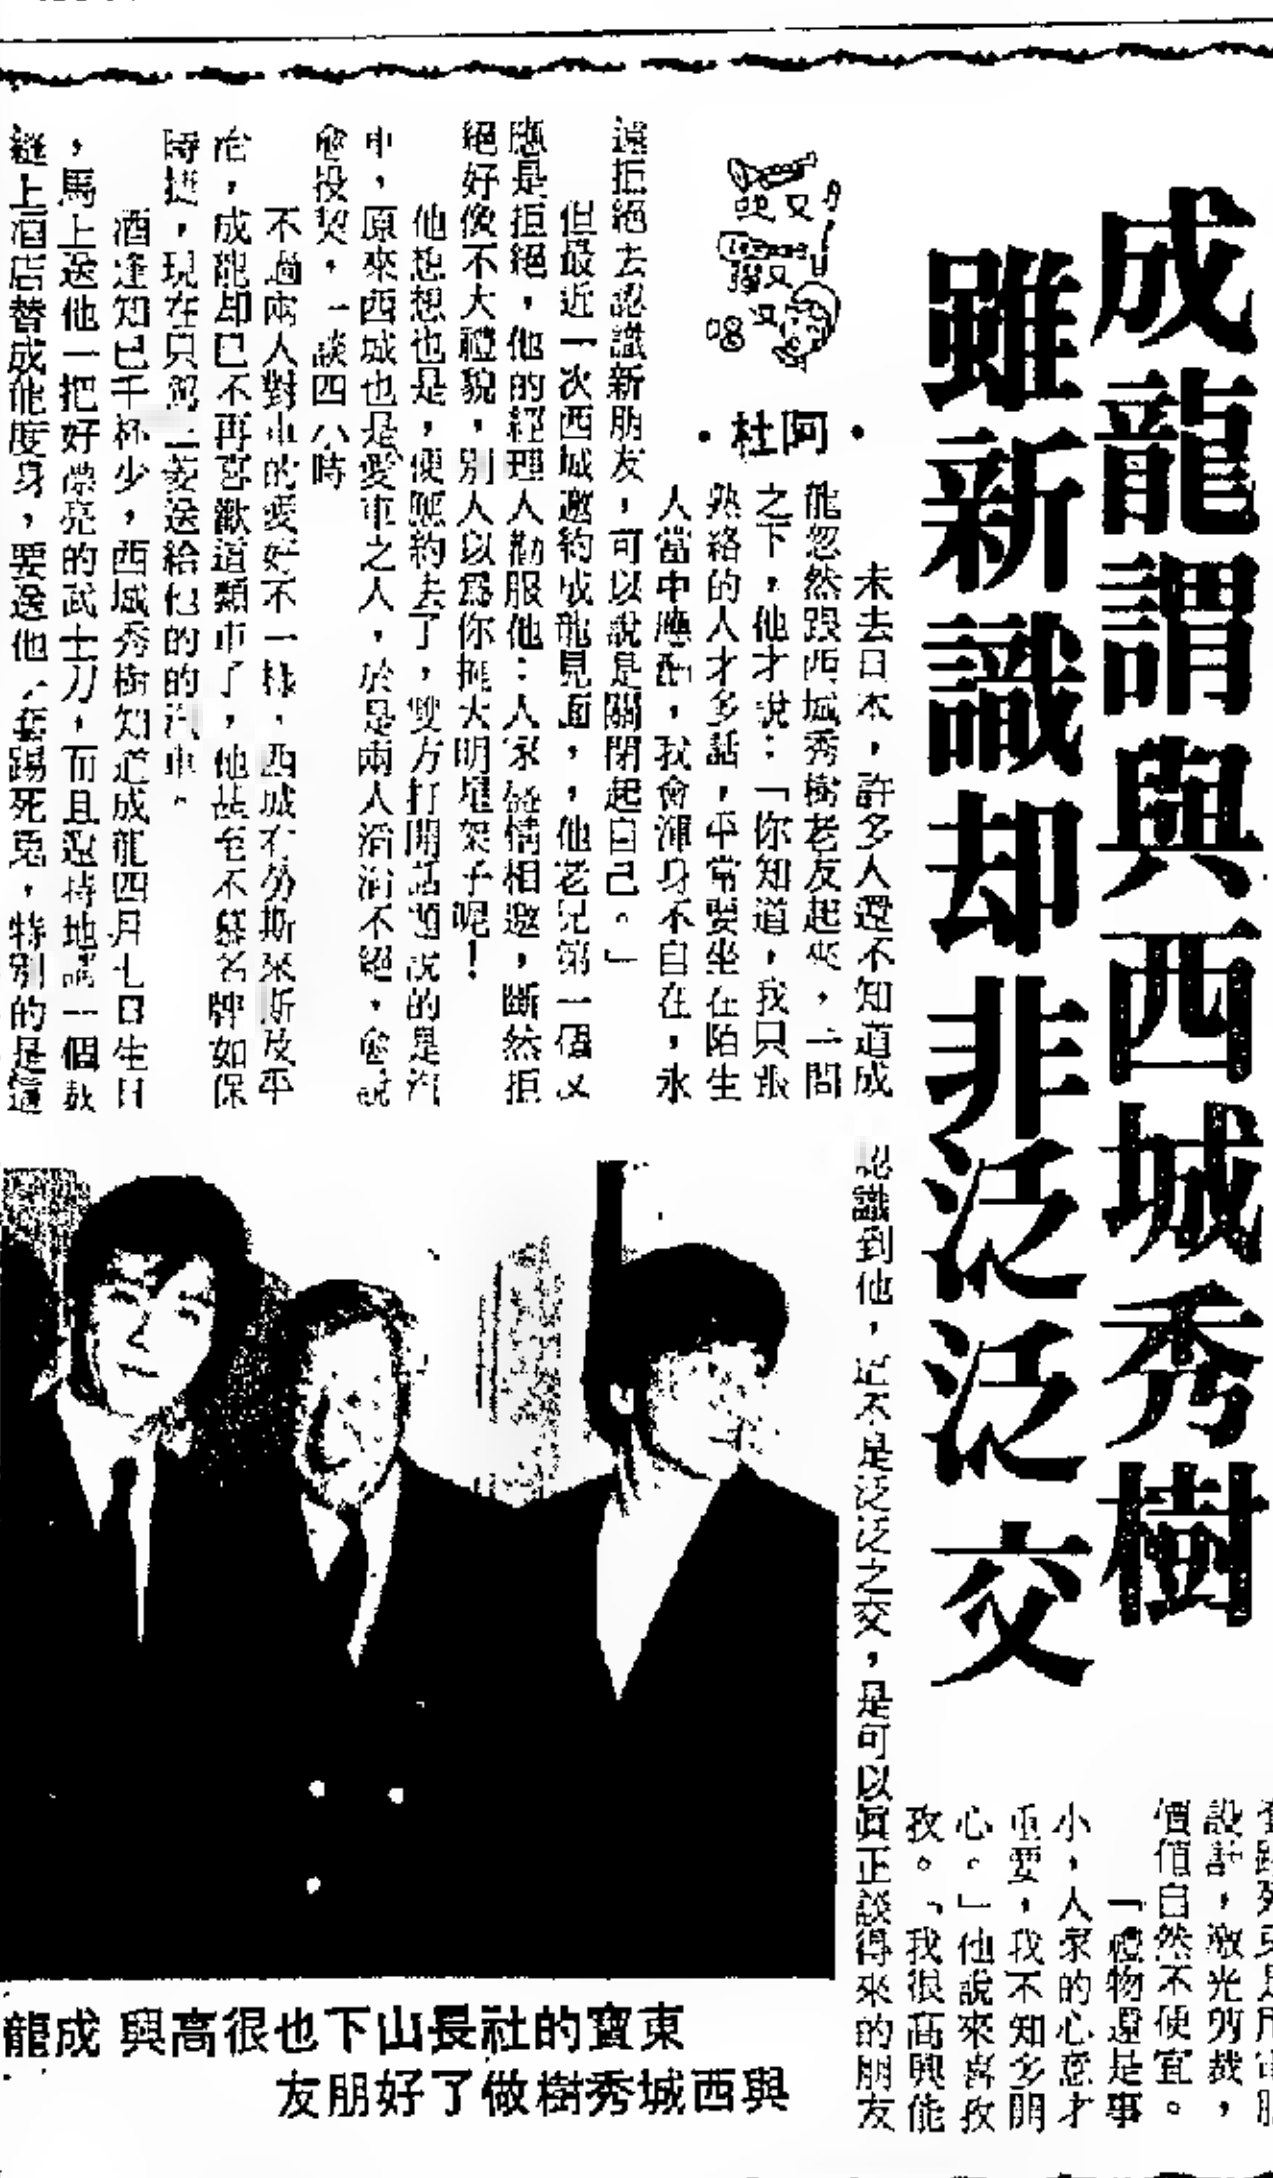 成龍謂與西城秀樹
雖新識却非泛泛交
•阿杜•
未去日本，許多人還不知道成
龍忽然跟西城秀樹老友起來，一問
之下，他才說：「你知道，我只跟
熟絡的人才多話，平常要坐在陌生
人當中應酬，我會渾身不自在，永
遠拒絕去認識新朋友，可以說是關閉起自己。」
但最近一次西城邀約成龍見面，，他老兄第一個反
應是拒絕，他的經理人勸服他：人家盛情相邀，斷然拒
絕好像不大禮貌，別人以爲你擺大明星架子呢！
他想想也是，便應約去了，雙方打開話題說的是汽
車，原來西城也是愛車之人，於是兩人滔滔不絕，愈說
愈投契，一談四小時
不過兩人對車的愛好不一樣，西城有勞斯萊斯及平
治，成龍却已不再喜歡這類車了，他甚至不慕名牌如保
時捷，現在只駕三菱送給他的的汽車。
酒逢知已千杯少，西城秀樹知道成龍四月七日生日
，馬上送他一把好漂亮的武士刀，而且還特地請一個裁
縫上酒店替成龍度身，要送他一套踢死兔，特別的是這
套踢死兔是用
設計，激光剪裁，
價值自然不便宜。
「禮物還是事
小，人家的心意才
重要，我不知多開
心。」他說來喜孜
孜。「我很高興能
認識到他，這不是泛泛之交，是可以眞正談得來的朋友
東寶的社長山下也很高興 成龍
與西城秀樹做了好朋友